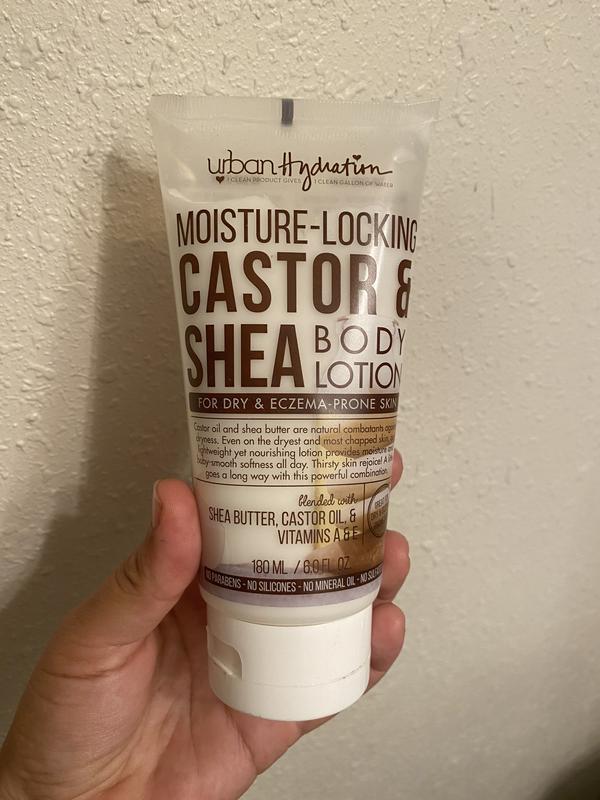 urban Hydration
1 CLEAN PRODUCT GIVES 1 CLEAN GALLON OF WATER
MOISTURE-LOCKING
CASTOR &
SHEA BODY
LOTION
FOR DRY & ECZEMA-PRONE SKIN
Castor oil and shea butter are natural combatants
dryness. Even on the dryest and most chapped skin,
lightweight yet nourishing lotion provides moisture
baby-smooth softness all day. Thirsty skin rejoice! A
goes a long way with this powerful combination.
blended with
SHEA BUTTER, CASTOR OIL, &
VITAMINS A & E
180 ML / 6.0 FL. OZ.
NO PARABENS - NO SILICONES - NO MINERAL OIL - NO